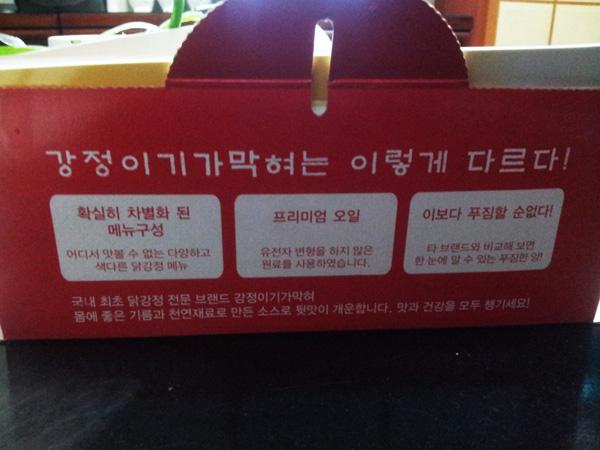 강정이기가막혀는 이렇게 다르다!
확실히 차별화 된
메뉴구성
어디서 맛볼 수 없는 다양하고
색다른 닭강정 메뉴
프리미엄 오일
유전자 변형을 하지 않은
원료를 사용하였습니다.
이보다 푸짐할 순없다!
타 브랜드와 비교해 보면
한 눈에 알 수 있는 푸짐한 양!
국내 최초 닭강정 전문 브랜드 강정이기가막혀
몸에 좋은 기름과 천연재료로 만든 소스로 뒷맛이 개운합니다. 맛과 건강을 모두 챙기세요!